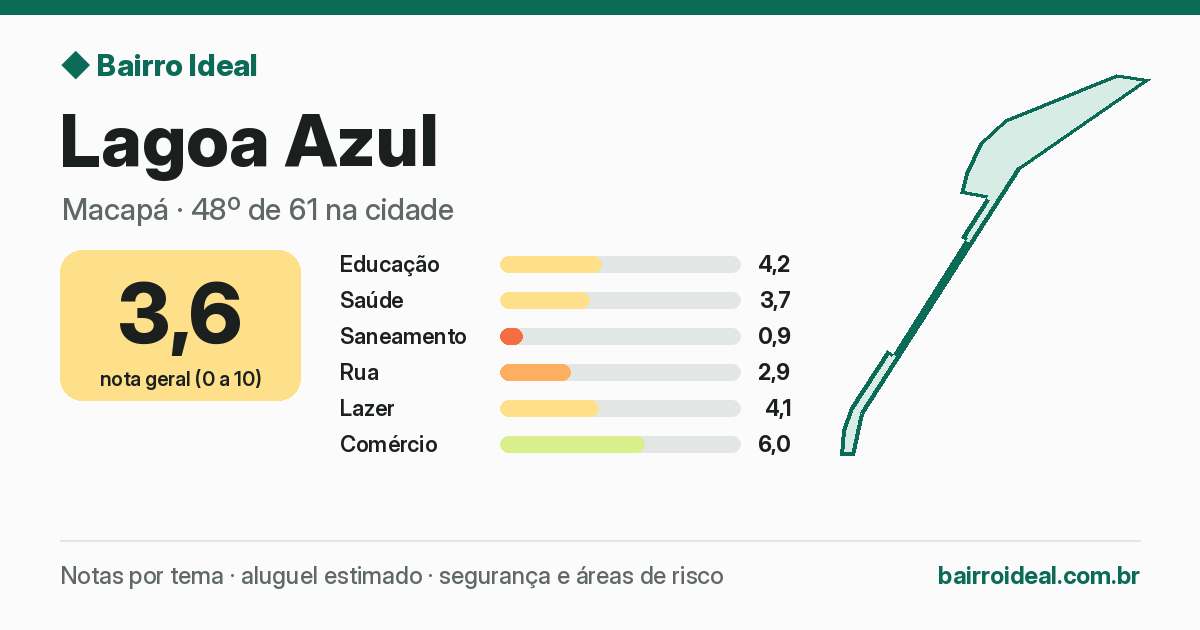 Bairro Ideal
Lagoa Azul
Macapá · 48º de 61 na cidade
3,6
nota geral (0 a 10)
Educação 4,2
Saúde 3,7
Saneamento 0,9
Rua 2,9
Lazer 4,1
Comércio 6,0
Notas por tema · aluguel estimado · segurança e áreas de risco
bairroideal.com.br